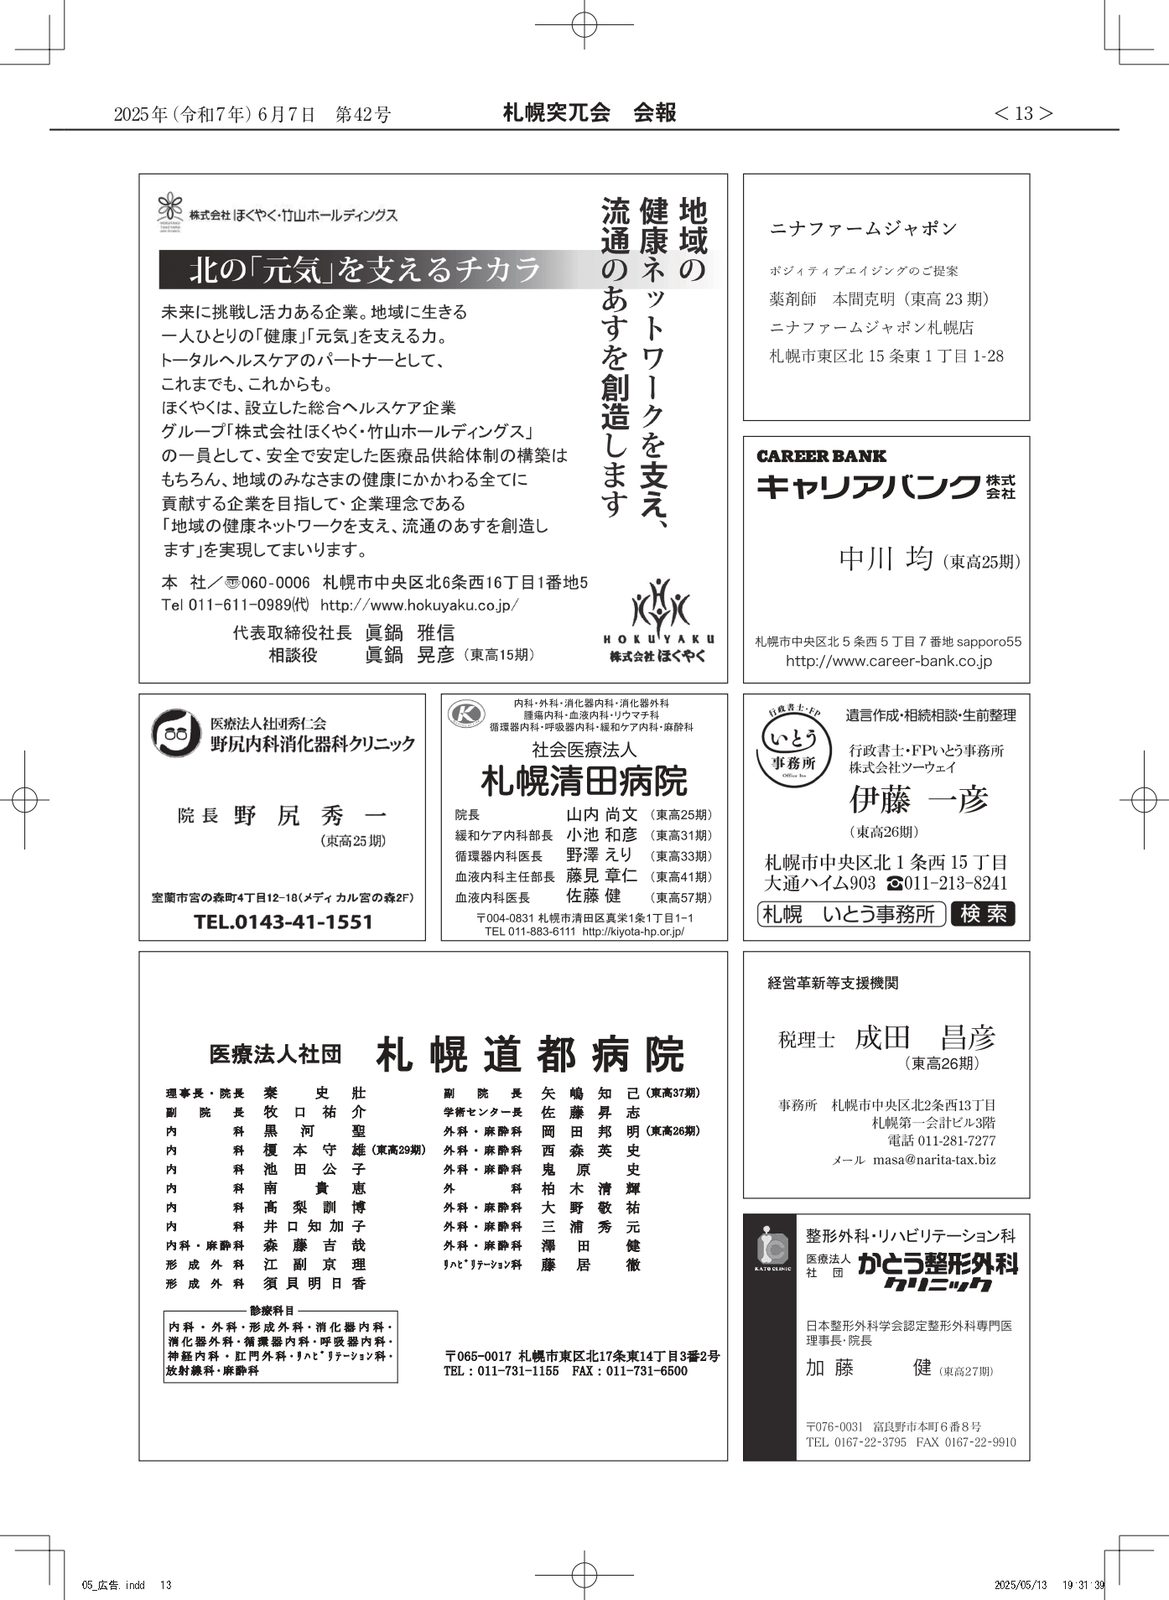 2025年(令和7年) 6月7日　第42号
札幌突兀会　会報
＜ 13 ＞
株式会社 ほくやく・竹山ホールディングス
北の「元気」を支えるチカラ
地域の
健康ネットワークを支え、
流通のあすを創造します
未来に挑戦し活力ある企業。地域に生きる
一人ひとりの「健康」「元気」を支える力。
トータルヘルスケアのパートナーとして、
これまでも、これからも。
ほくやくは、設立した総合ヘルスケア企業
グループ「株式会社ほくやく・竹山ホールディングス」
の一員として、安全で安定した医療品供給体制の構築は
もちろん、地域のみなさまの健康にかかわる全てに
貢献する企業を目指して、企業理念である
「地域の健康ネットワークを支え、流通のあすを創造し
ます」を実現してまいります。
本　社／〠060-0006　札幌市中央区北6条西16丁目1番地5
Tel 011-611-0989㈹　http://www.hokuyaku.co.jp/
代表取締役社長　眞鍋　雅信
相談役　眞鍋　晃彦（東高15期）
HOKUYAKU
株式会社 ほくやく
ニナファームジャポン
ポジィティブエイジングのご提案
薬剤師　本間克明（東高 23 期）
ニナファームジャポン札幌店
札幌市東区北 15 条東 1 丁目 1-28
CAREER BANK
キャリアバンク 株式会社
中川 均（東高25期）
札幌市中央区北 5 条西 5 丁目 7 番地 sapporo55
http://www.career-bank.co.jp
医療法人社団秀仁会
野尻内科消化器科クリニック
院長　野尻秀一
（東高25期）
室蘭市宮の森町4丁目12-18（メディカル宮の森2F）
TEL.0143-41-1551
K
内科・外科・消化器内科・消化器外科
腫瘍内科・血液内科・リウマチ科
循環器内科・呼吸器内科・緩和ケア内科・麻酔科
社会医療法人
札幌清田病院
院長　山内 尚文（東高25期）
緩和ケア内科部長　小池 和彦（東高31期）
循環器内科医長　野澤 えり（東高33期）
血液内科主任部長　藤見 章仁（東高41期）
血液内科医長　佐藤 健（東高57期）
〒004-0831 札幌市清田区真栄1条1丁目1−1
TEL 011-883-6111　http://kiyota-hp.or.jp/
行政書士・FP
いとう
事務所
Office Ito
遺言作成・相続相談・生前整理
行政書士・FPいとう事務所
株式会社ツーウェイ
伊藤 一彦
（東高26期）
札幌市中央区北 1 条西 15 丁目
大通ハイム903 ☎011-213-8241
札幌　いとう事務所 検索
医療法人社団　札幌道都病院
理事長・院長　秦史壯
副院長　牧口祐介
内科　黒河聖
内科　榎本守雄（東高29期）
内科　池田公子
内科　南貴恵
内科　高梨訓博
内科　井口知加子
内科・麻酔科　森藤吉哉
形成外科　江副京理
形成外科　須貝明日香
副院長　矢嶋知己（東高37期）
学術センター長　佐藤昇志
外科・麻酔科　岡田邦明（東高26期）
外科・麻酔科　西森英史
外科・麻酔科　鬼原史
外科　柏木清輝
外科・麻酔科　大野敬祐
外科・麻酔科　三浦秀元
外科・麻酔科　澤田健
ﾘﾊﾋﾞﾘﾃｰｼｮﾝ科　藤居徹
診療科目
内科・外科・形成外科・消化器内科・
消化器外科・循環器内科・呼吸器内科・
神経内科・肛門外科・ﾘﾊﾋﾞﾘﾃｰｼｮﾝ科・
放射線科・麻酔科
〒065-0017 札幌市東区北17条東14丁目3番2号
TEL：011-731-1155　FAX：011-731-6500
経営革新等支援機関
税理士　成田　昌彦
（東高26期）
事務所　札幌市中央区北2条西13丁目
札幌第一会計ビル3階
電話 011-281-7277
メール masa@narita-tax.biz
KATO CLINIC
整形外科・リハビリテーション科
医療法人社団　かとう整形外科
クリニック
日本整形外科学会認定整形外科専門医
理事長・院長
加藤　健（東高27期）
〒076-0031　富良野市本町６番８号
TEL 0167-22-3795　FAX 0167-22-9910
05_広告.indd　13
2025/05/13　19:31:39